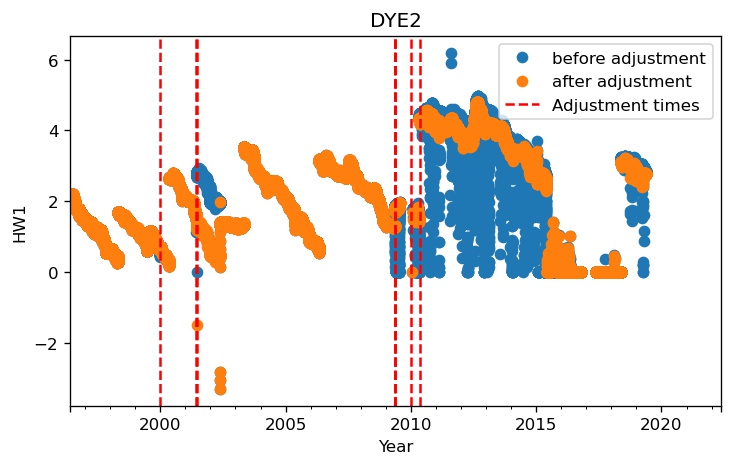 DYE2
before adjustment
after adjustment
Adjustment times
HW1
6
4
2
0
−2
2000 2005 2010 2015 2020
Year